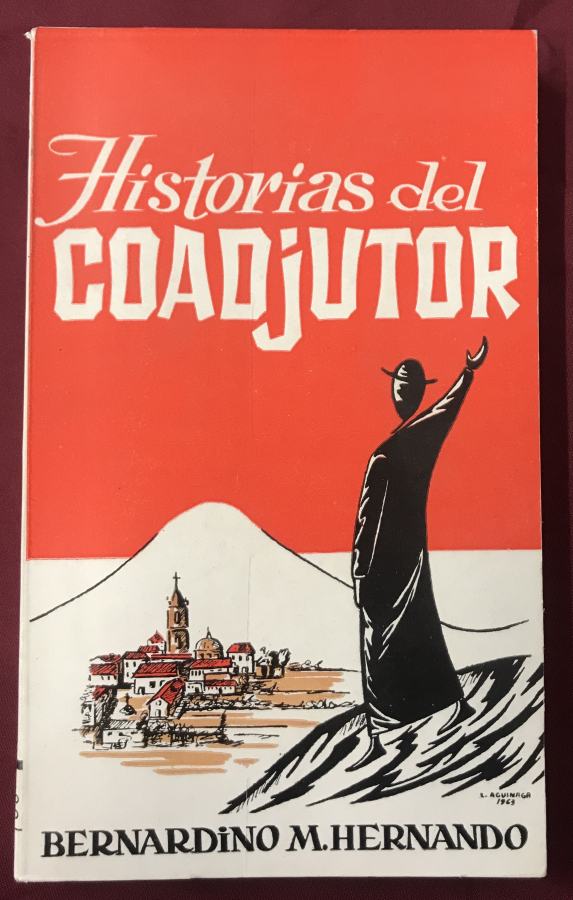 Historias del
COADjUTOR
L. AGUINAGA
1963
BERNARDiNO M. HERNANDO